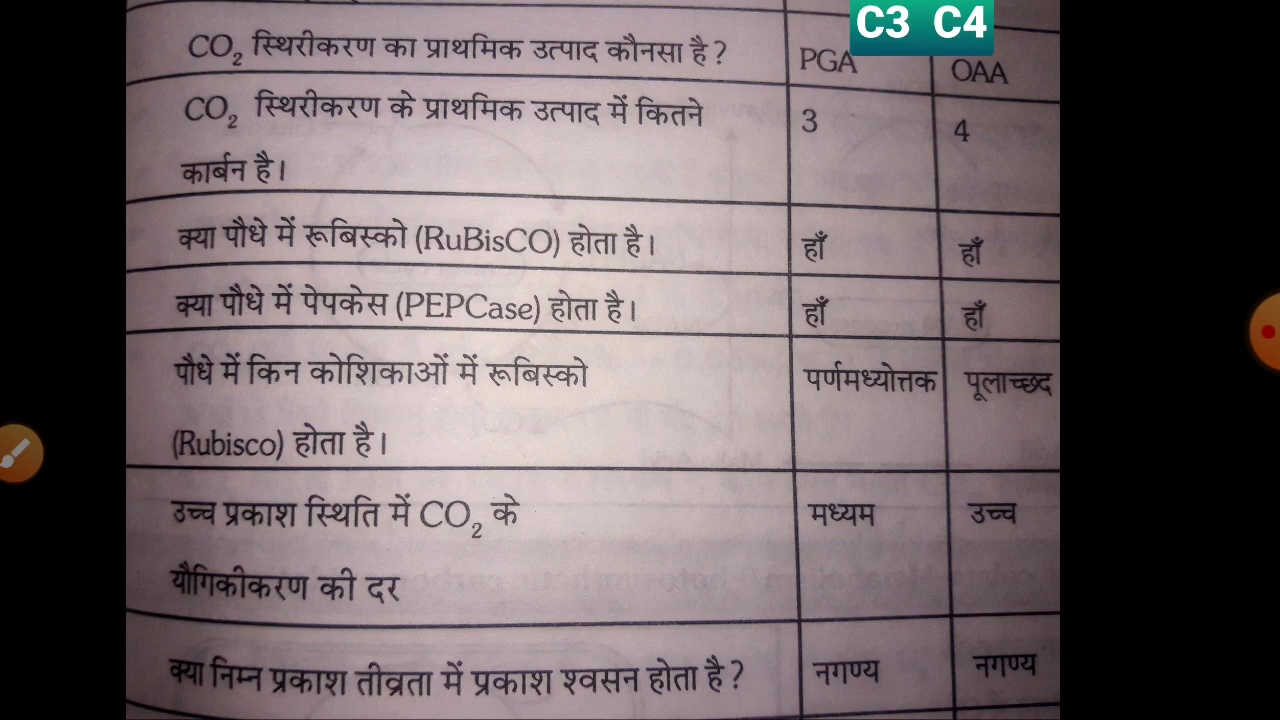 C3 C4
CO2 स्थिरीकरण का प्राथमिक उत्पाद कौनसा है? PGA OAA
CO2 स्थिरीकरण के प्राथमिक उत्पाद में कितने 3 4
कार्बन है।
क्या पौधे में रूबिस्को (RuBisCO) होता है। हाँ हाँ
क्या पौधे में पेपकेस (PEPCase) होता है। हाँ हाँ
पौधे में किन कोशिकाओं में रूबिस्को पर्णमध्योत्तक पूलाच्छद
(Rubisco) होता है।
उच्च प्रकाश स्थिति में CO2 के मध्यम उच्च
यौगिकीकरण की दर
क्या निम्न प्रकाश तीव्रता में प्रकाश श्वसन होता है? नगण्य नगण्य